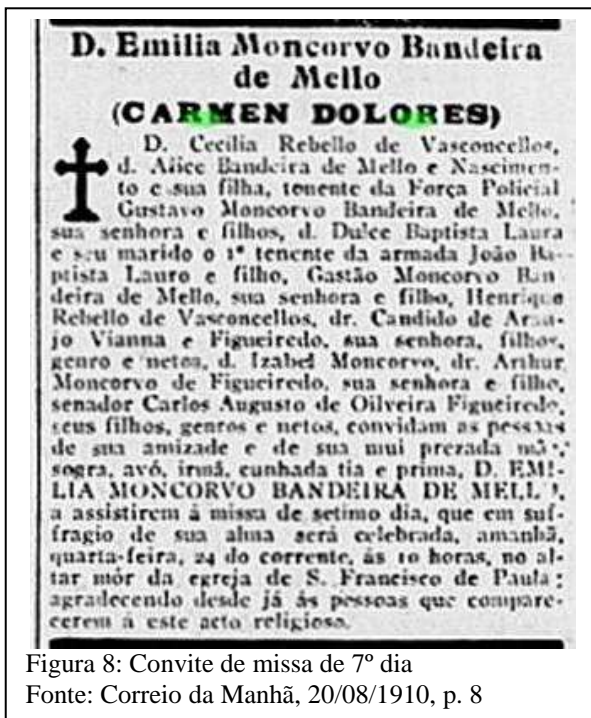 D. Emilia Moncorvo Bandeira
de Mello
(CARMEN DOLORES)
D. Cecilia Rebello de Vasconcellos,
d. Alice Bandeira de Mello e Nascimen-
to e sua filha, tenente da Força Policial
Gustavo Moncorvo Bandeira de Mello,
sua senhora e filhos, d. Dulce Baptista Laura
e seu marido o 1º tenente da armada João Ba-
ptista Lauro e filho, Gastão Moncorvo Ban
deira de Mello, sua senhora e filho, Henrique
Rebello de Vasconcellos, dr. Candido de Arau-
jo Vianna e Figueiredo, sua senhora, filhos,
genro e netos, d. Izabel Moncorvo, dr. Arthur
Moncorvo de Figueiredo, sua senhora e filho,
senador Carlos Augusto de Oilveira Figueiredo,
seus filhos, genros e netos, convidam as pessoas
de sua amizade e de sua mui prezada mãe,
sogra, avó, irmã, cunhada tia e prima, D. EMI-
LIA MONCORVO BANDEIRA DE MELLO,
a assistirem á missa de setimo dia, que em suf-
fragio de sua alma será celebrada, amanhã,
quarta-feira, 24 do corrente, ás 10 horas, no al-
tar mór da egreja de S. Francisco de Paula;
agradecendo desde já ás pessoas que compare-
cerem á este acto religioso.
Figura 8: Convite de missa de 7º dia
Fonte: Correio da Manhã, 20/08/1910, p. 8